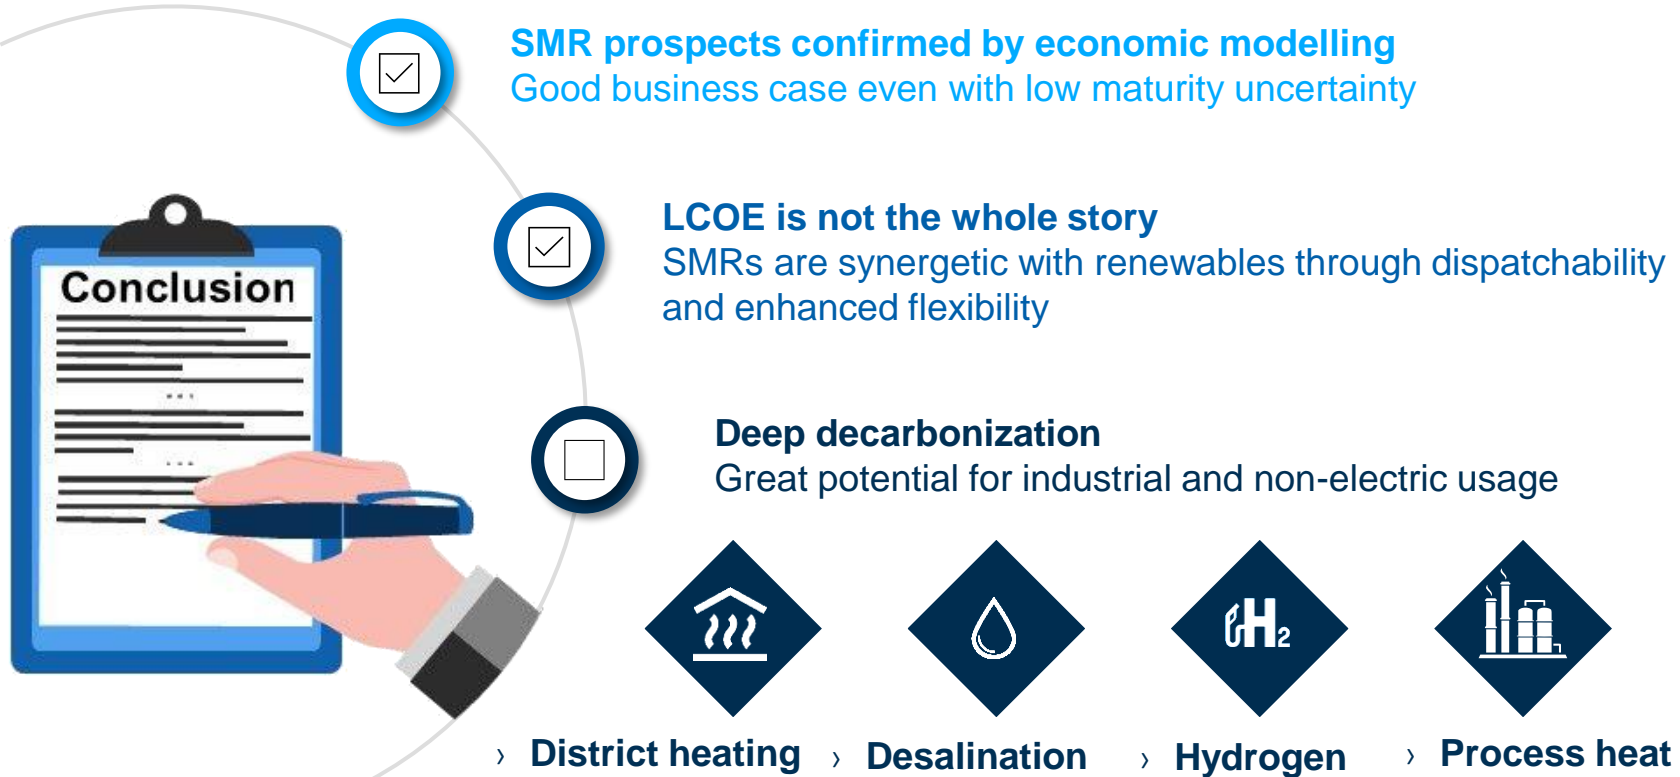 SMR prospects confirmed by economic modelling
Good business case even with low maturity uncertainty
LCOE is not the whole story
SMRs are synergetic with renewables through dispatchability
and enhanced flexibility
Conclusion
Deep decarbonization
Great potential for industrial and non-electric usage
H2
› District heating
› Desalination
› Hydrogen
› Process heat